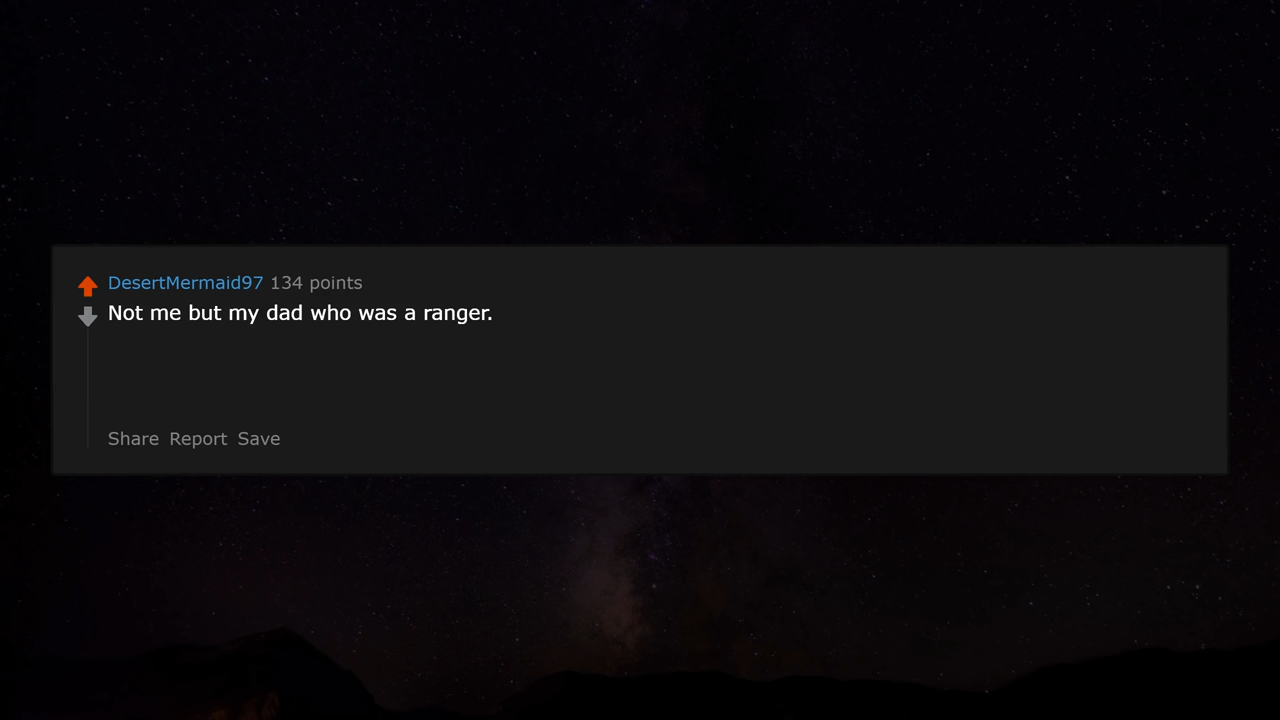 DesertMermaid97 134 points
Not me but my dad who was a ranger.
Share Report Save